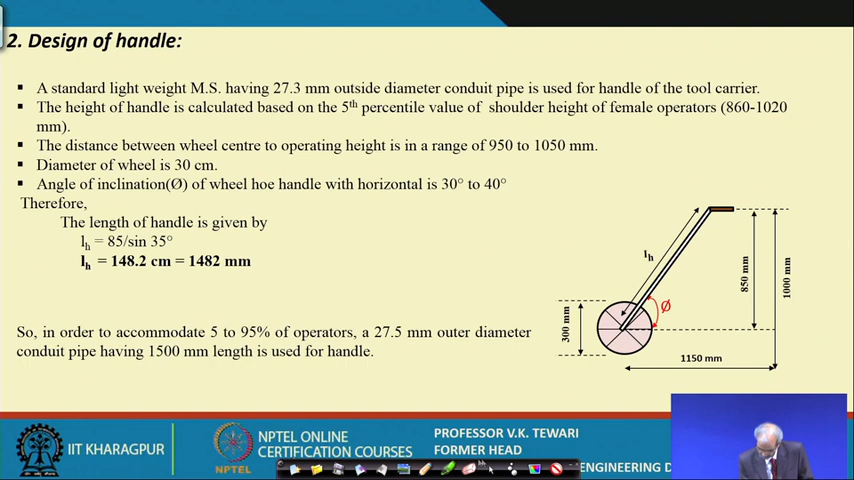 2. Design of handle:
▪ A standard light weight M.S. having 27.3 mm outside diameter conduit pipe is used for handle of the tool carrier.
▪ The height of handle is calculated based on the 5th percentile value of shoulder height of female operators (860-1020
mm).
▪ The distance between wheel centre to operating height is in a range of 950 to 1050 mm.
▪ Diameter of wheel is 30 cm.
▪ Angle of inclination(Ø) of wheel hoe handle with horizontal is 30° to 40°
Therefore,
The length of handle is given by
lh = 85/sin 35°
lh = 148.2 cm = 1482 mm
So, in order to accommodate 5 to 95% of operators, a 27.5 mm outer diameter
conduit pipe having 1500 mm length is used for handle.
lh
Ø
300 mm
850 mm
1000 mm
1150 mm
IIT KHARAGPUR
NPTEL
NPTEL ONLINE
CERTIFICATION COURSES
PROFESSOR V.K. TEWARI
FORMER HEAD
ENGINEERING D